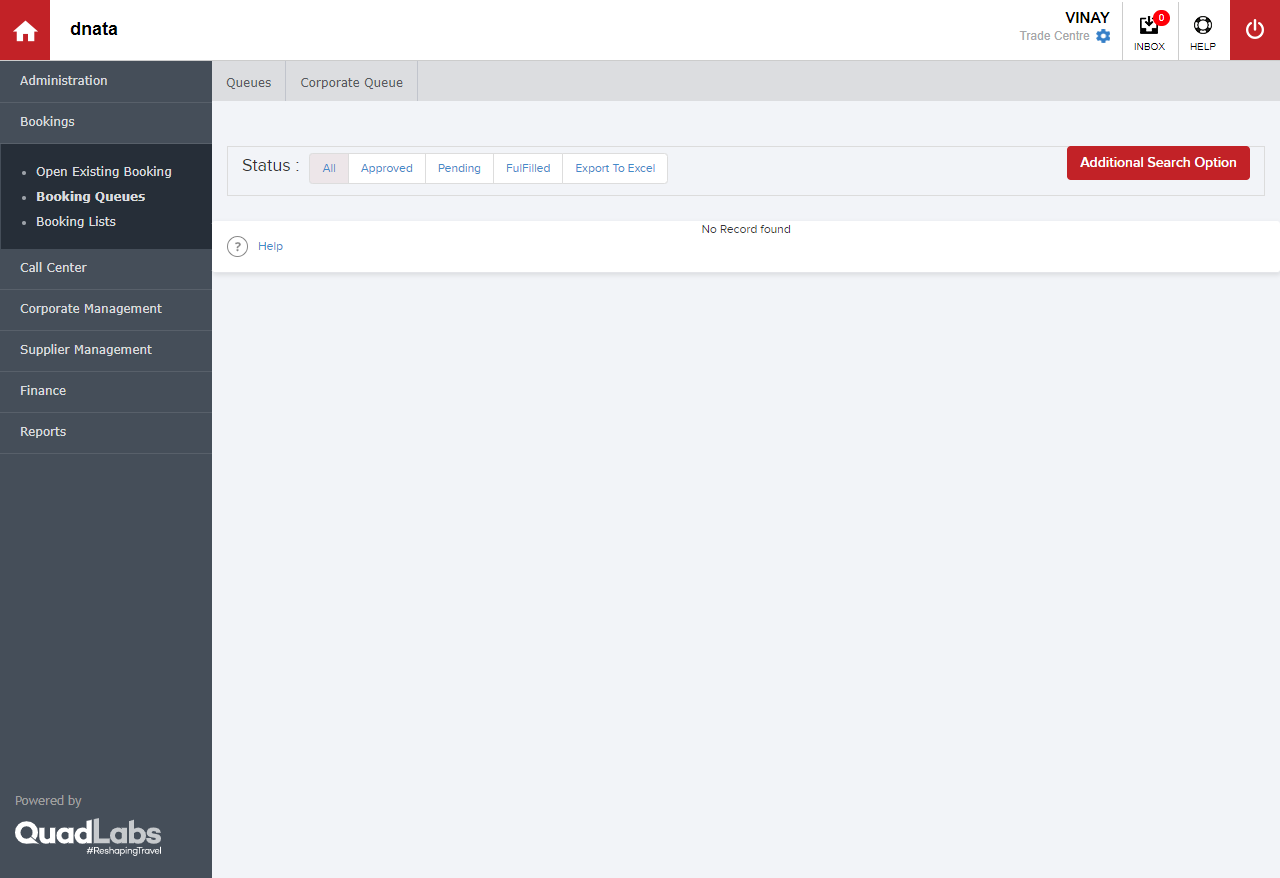 dnata
VINAY
Trade Centre
0
INBOX
HELP
Administration
Bookings
Open Existing Booking
Booking Queues
Booking Lists
Call Center
Corporate Management
Supplier Management
Finance
Reports
Powered by
QuadLabs
#ReshapingTravel
Queues
Corporate Queue
Status :
All
Approved
Pending
FulFilled
Export To Excel
Additional Search Option
No Record found
?
Help